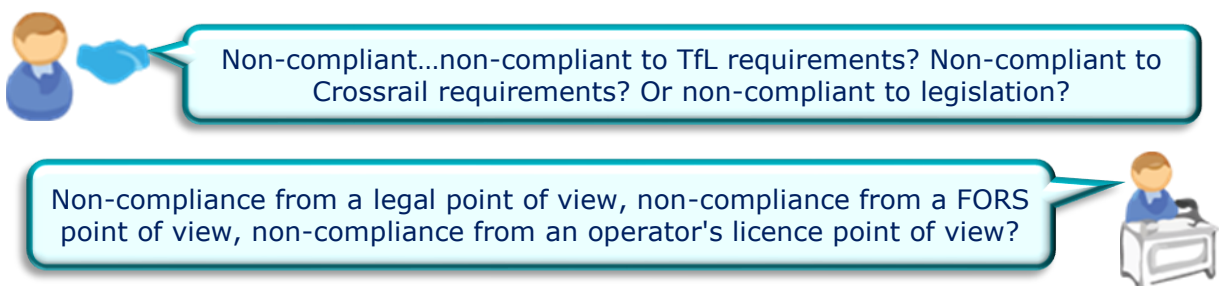 Non-compliant…non-compliant to TfL requirements? Non-compliant to
Crossrail requirements? Or non-compliant to legislation?
Non-compliance from a legal point of view, non-compliance from a FORS
point of view, non-compliance from an operator's licence point of view?